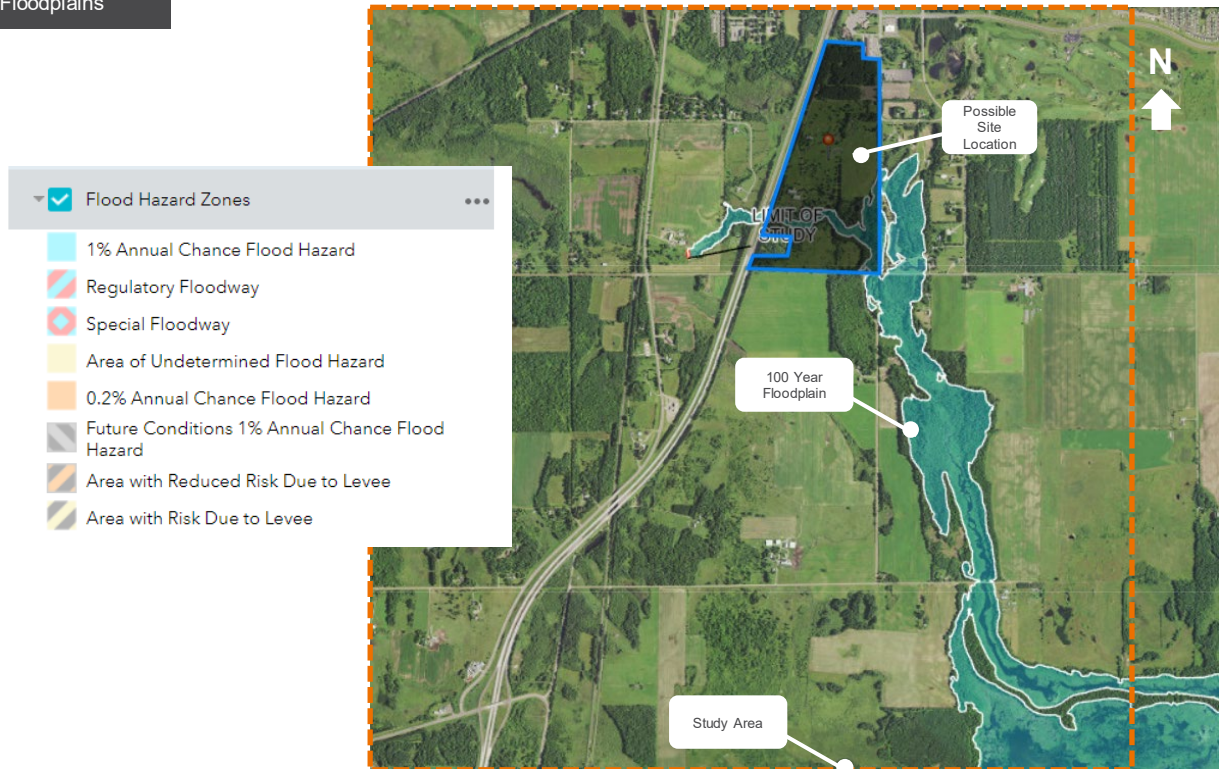 Floodplains
N
Possible
Site
Location
Flood Hazard Zones
1% Annual Chance Flood Hazard
Regulatory Floodway
Special Floodway
Area of Undetermined Flood Hazard
0.2% Annual Chance Flood Hazard
Future Conditions 1% Annual Chance Flood
Hazard
Area with Reduced Risk Due to Levee
Area with Risk Due to Levee
LIMIT OF
STUDY
100 Year
Floodplain
Study Area